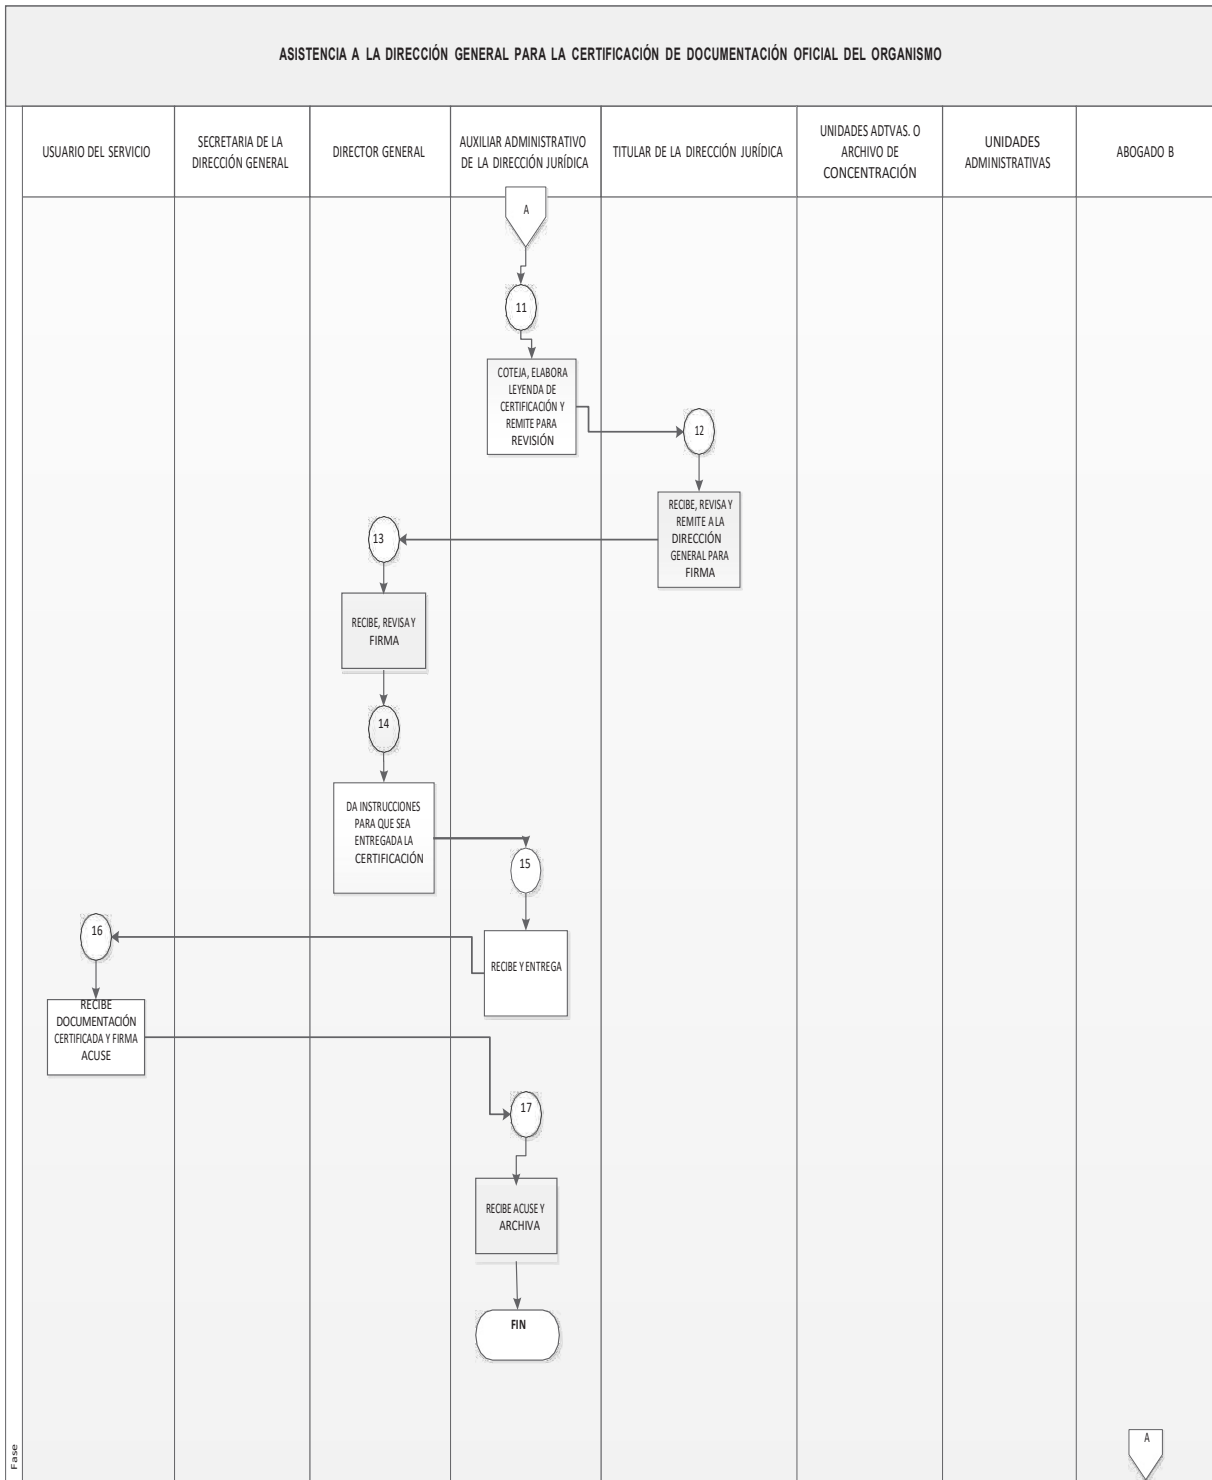 ASISTENCIA A LA DIRECCIÓN GENERAL PARA LA CERTIFICACIÓN DE DOCUMENTACIÓN OFICIAL DEL ORGANISMO
USUARIO DEL SERVICIO
SECRETARIA DE LA
DIRECCIÓN GENERAL
DIRECTOR GENERAL
AUXILIAR ADMINISTRATIVO
DE LA DIRECCIÓN JURÍDICA
TITULAR DE LA DIRECCIÓN JURÍDICA
UNIDADES ADTVAS. O
ARCHIVO DE
CONCENTRACIÓN
UNIDADES
ADMINISTRATIVAS
ABOGADO B
A
11
COTEJA, ELABORA
LEYENDA DE
CERTIFICACIÓN Y
REMITE PARA
REVISIÓN
12
RECIBE, REVISA Y
REMITE A LA
DIRECCIÓN
GENERAL PARA
FIRMA
13
RECIBE, REVISA Y
FIRMA
14
DA INSTRUCCIONES
PARA QUE SEA
ENTREGADA LA
CERTIFICACIÓN
15
RECIBE Y ENTREGA
16
RECIBE
DOCUMENTACIÓN
CERTIFICADA Y FIRMA
ACUSE
17
RECIBE ACUSE Y
ARCHIVA
FIN
A
Fase